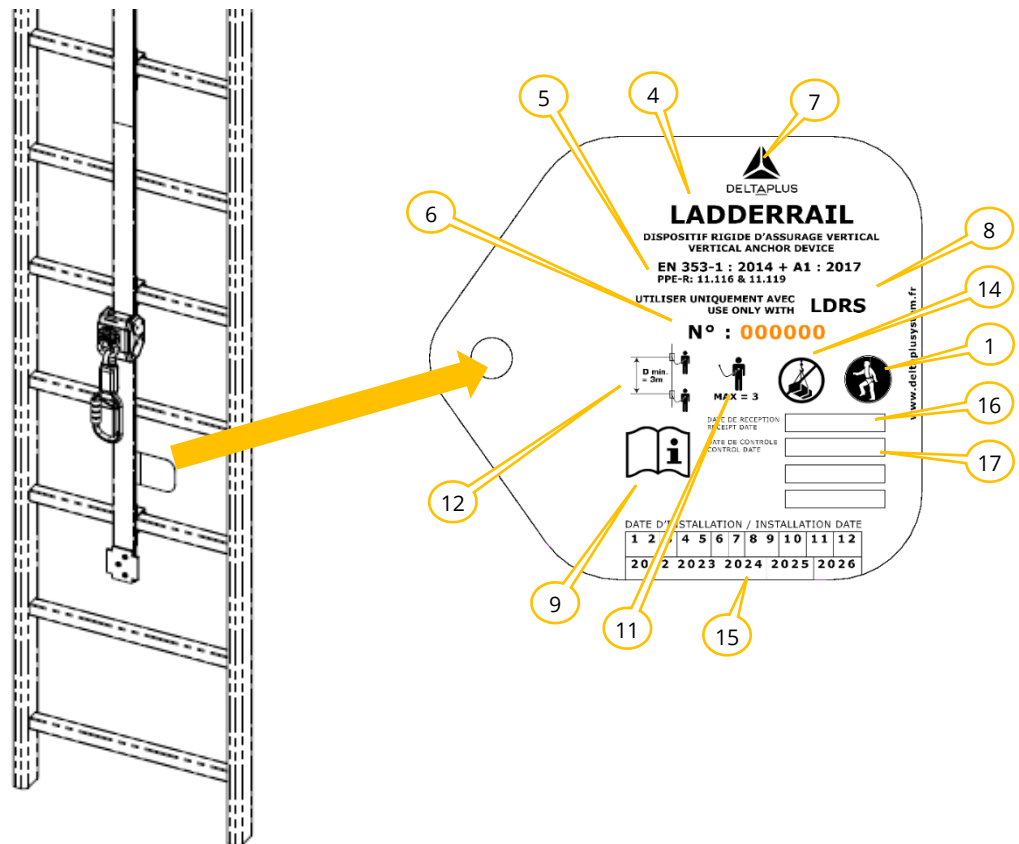 5
4
7
6
8
14
1
16
17
12
9
11
15
DELTAPLUS
LADDERRAIL
DISPOSITIF RIGIDE D'ASSURAGE VERTICAL
VERTICAL ANCHOR DEVICE
EN 353-1 : 2014 + A1 : 2017
PPE-R: 11.116 & 11.119
UTILISER UNIQUEMENT AVEC
USE ONLY WITH
LDRS
N° : 000000
www.deltaplusystem.fr
D min.
= 3m
MAX = 3
i
DATE DE RECEPTION
RECEIPT DATE
DATE DE CONTRÔLE
CONTROL DATE
DATE D'INSTALLATION / INSTALLATION DATE
1 2 3 4 5 6 7 8 9 10 11 12
2022 2023 2024 2025 2026